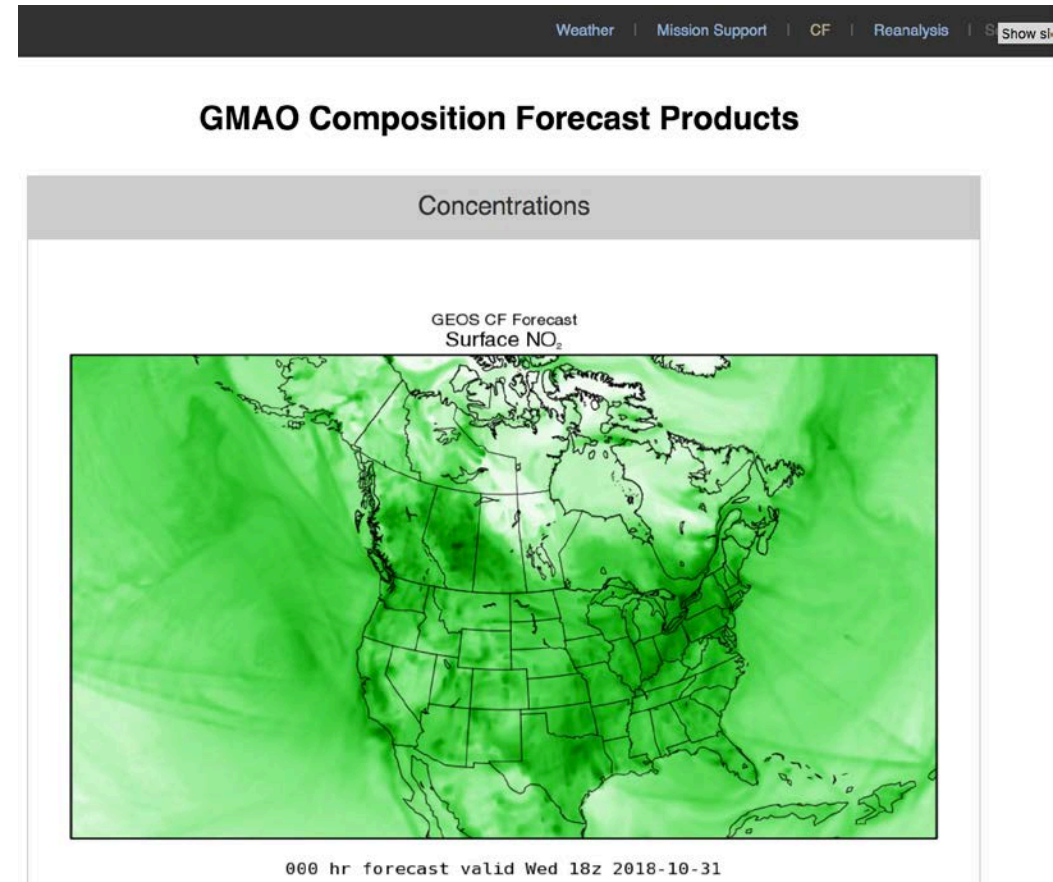 Weather | Mission Support | CF | Reanalysis | S
Show sl
GMAO Composition Forecast Products
Concentrations
GEOS CF Forecast
Surface NO₂
000 hr forecast valid Wed 18z 2018-10-31